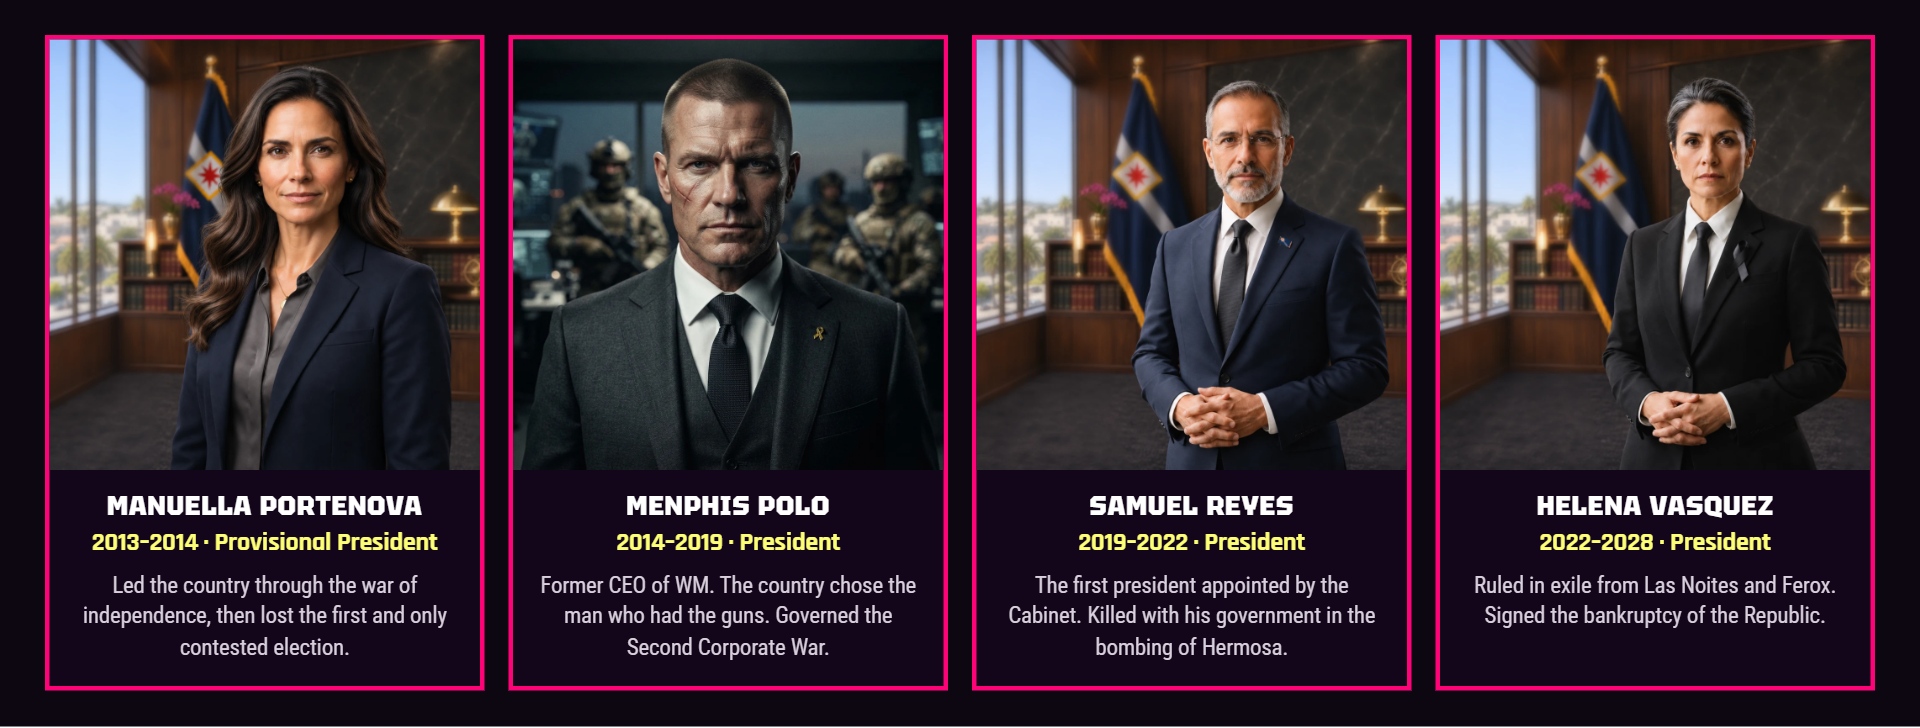 MANUELLA PORTENOVA
2013–2014 · Provisional President
Led the country through the war of
independence, then lost the first and only
contested election.
MENPHIS POLO
2014–2019 · President
Former CEO of WM. The country chose the
man who had the guns. Governed the
Second Corporate War.
SAMUEL REYES
2019–2022 · President
The first president appointed by the
Cabinet. Killed with his government in the
bombing of Hermosa.
HELENA VASQUEZ
2022–2028 · President
Ruled in exile from Las Noites and Ferox.
Signed the bankruptcy of the Republic.